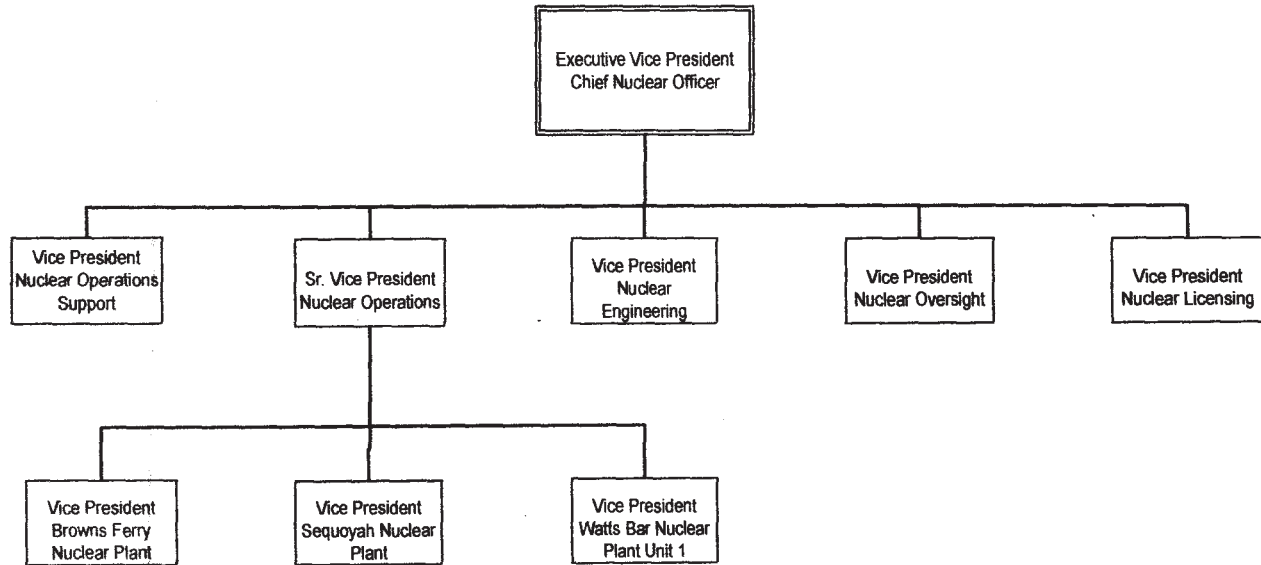 Executive Vice President
Chief Nuclear Officer
Vice President
Nuclear Operations
Support
Sr. Vice President
Nuclear Operations
Vice President
Nuclear
Engineering
Vice President
Nuclear Oversight
Vice President
Nuclear Licensing
Vice President
Browns Ferry
Nuclear Plant
Vice President
Sequoyah Nuclear
Plant
Vice President
Watts Bar Nuclear
Plant Unit 1